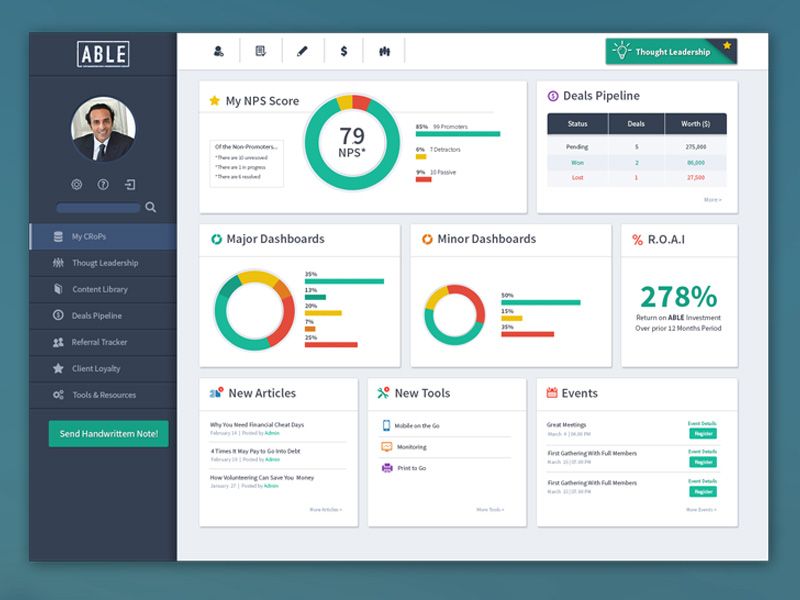 ABLE
My CRoPs
Thougt Leadership
Content Library
Deals Pipeline
Referral Tracker
Client Loyalty
Tools & Resources
Send Handwrittern Note!
Thought Leadership
My NPS Score
Of the Non-Promoters...
*There are 10 unresolved
*There are 1 in progress
*There are 6 resolved
79
NPS*
85% 99 Promoters
6% 7 Detractors
9% 10 Passive
Deals Pipeline
Status Deals Worth ($)
Pending 5 275,000
Won 2 86,000
Lost 1 27,500
More »
Major Dashboards
35%
13%
20%
7%
25%
Minor Dashboards
50%
15%
35%
% R.O.A.I
278%
Return on ABLE Investment
Over prior 12 Months Period
New Articles
Why You Need Financial Cheat Days
February 14 | Posted by Admin
4 Times It May Pay to Go Into Debt
February 10 | Posted by Admin
How Volunteering Can Save You Money
January 27 | Posted by Admin
More Articles »
New Tools
Mobile on the Go
Monitoring
Print to Go
More Tools »
Events
Great Meetings
Event Details
March 4 | 06.00 PM
Register
First Gathering With Full Members
Event Details
March 15 | 07.00 PM
Register
First Gathering With Full Members
Event Details
March 15 | 07.00 PM
Register
More Events »